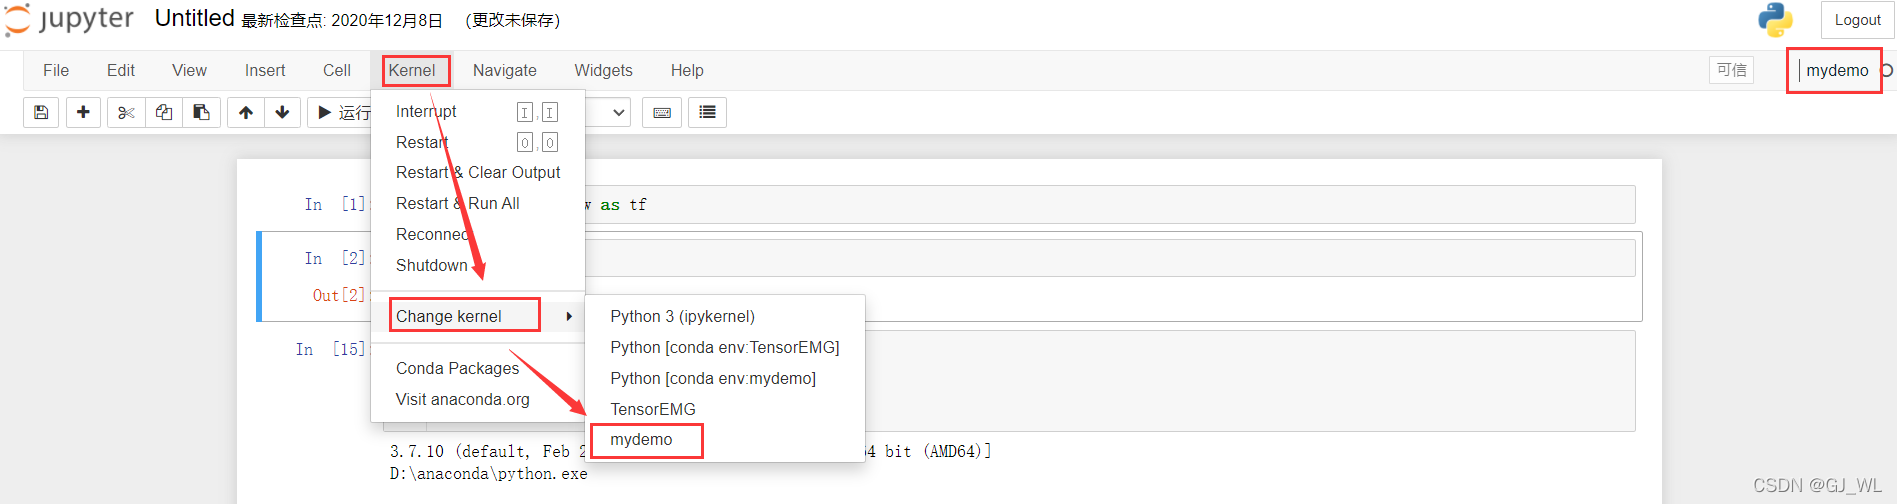 jupyter Untitled 最新检查点: 2020年12月8日 (更改未保存) Logout
File Edit View Insert Cell Kernel Navigate Widgets Help 可信 mydemo
运行
Interrupt I,I
Restart 0,0
Restart & Clear Output
Restart & Run All
Reconnec
Shutdown
Change kernel
Conda Packages
Visit anaconda.org
Python 3 (ipykernel)
Python [conda env:TensorEMG]
Python [conda env:mydemo]
TensorEMG
mydemo
In [1]: as tf
In [2]:
Out[2]:
In [15]:
3.7.10 (default, Feb 2 64 bit (AMD64)]
D:\anaconda\python.exe
CSDN @GJ_WL